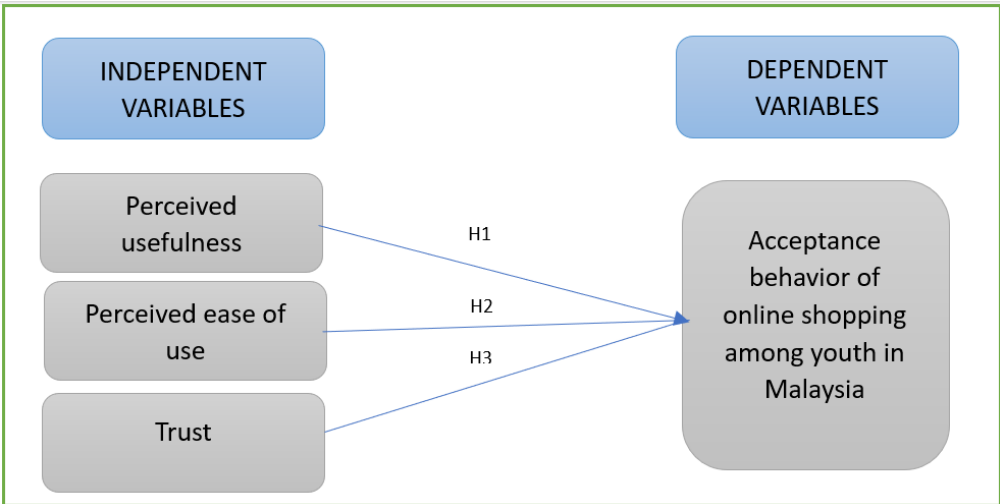 INDEPENDENT
VARIABLES
DEPENDENT
VARIABLES
Perceived
usefulness
Perceived ease of
use
Trust
H1
H2
H3
Acceptance
behavior of
online shopping
among youth in
Malaysia